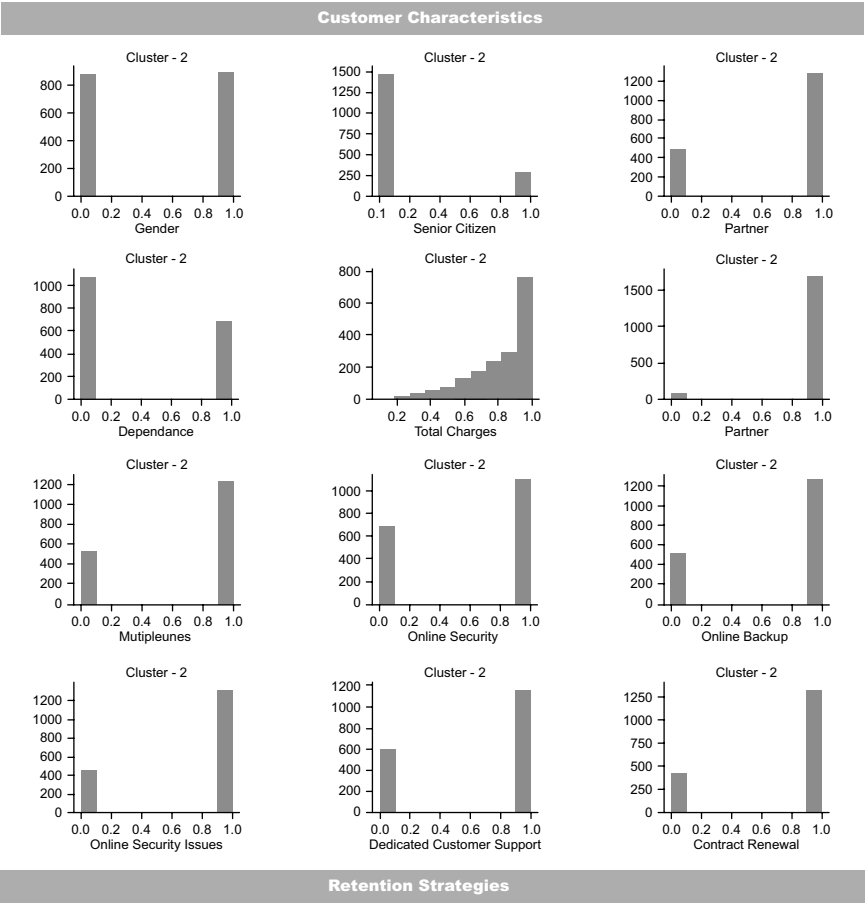 Customer Characteristics
Cluster - 2
800
600
400
200
0
0.0 0.2 0.4 0.6 0.8 1.0
Gender
Cluster - 2
1500
1250
1000
750
500
250
0
0.1 0.2 0.4 0.6 0.8 1.0
Senior Citizen
Cluster - 2
1200
1000
800
600
400
200
0
0.0 0.2 0.4 0.6 0.8 1.0
Partner
Cluster - 2
1000
800
600
400
200
0
0.0 0.2 0.4 0.6 0.8 1.0
Dependance
Cluster - 2
800
600
400
200
0
0.2 0.4 0.6 0.8 1.0
Total Charges
Cluster - 2
1500
1000
500
0
0.0 0.2 0.4 0.6 0.8 1.0
Partner
Cluster - 2
1200
1000
800
600
400
200
0
0.0 0.2 0.4 0.6 0.8 1.0
Mutipleunes
Cluster - 2
1000
800
600
400
200
0
0.0 0.2 0.4 0.6 0.8 1.0
Online Security
Cluster - 2
1200
1000
800
600
400
200
0
0.0 0.2 0.4 0.6 0.8 1.0
Online Backup
Cluster - 2
1200
1000
800
600
400
200
0
0.0 0.2 0.4 0.6 0.8 1.0
Online Security Issues
Cluster - 2
1200
1000
800
600
400
200
0
0.0 0.2 0.4 0.6 0.8 1.0
Dedicated Customer Support
Cluster - 2
1250
1000
750
500
250
0
0.0 0.2 0.4 0.6 0.8 1.0
Contract Renewal
Retention Strategies